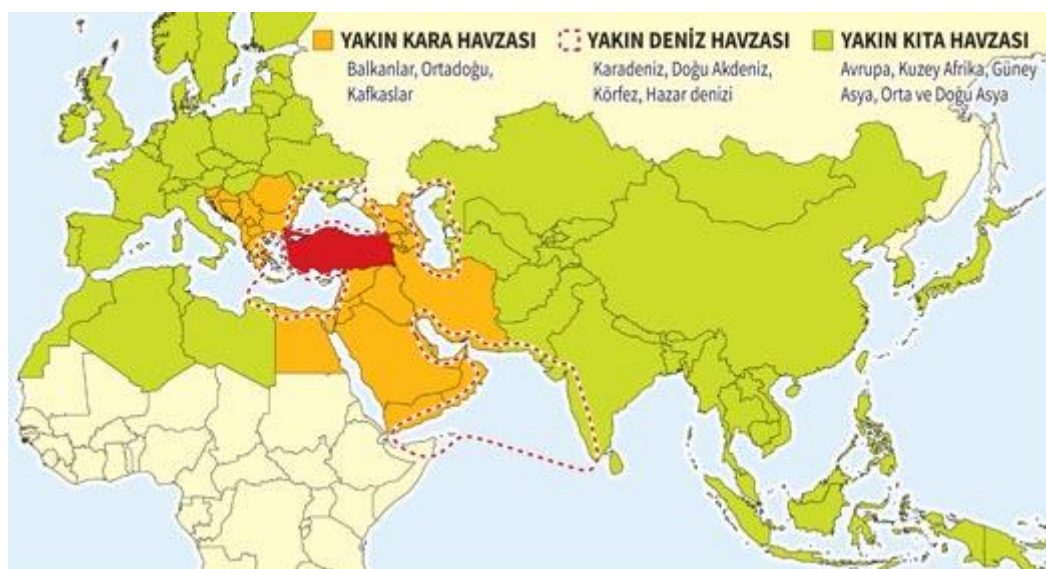 YAKIN KARA HAVZASI
Balkanlar, Ortadoğu,
Kafkaslar
YAKIN DENİZ HAVZASI
Karadeniz, Doğu Akdeniz,
Körfez, Hazar denizi
YAKIN KITA HAVZASI
Avrupa, Kuzey Afrika, Güney
Asya, Orta ve Doğu Asya